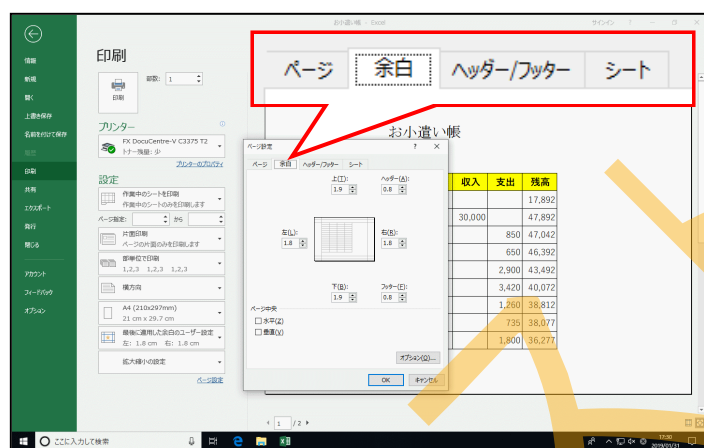 お小遣い帳 - Excel
サインイン ? - ロ ×
情報
新規
開く
上書き保存
名前を付けて保存
履歴
印刷
共有
エクスポート
発行
閉じる
アカウント
フィードバック
オプション
印刷
部数: 1
印刷
プリンター
FX DocuCentre-V C3375 T2
トナー残量: 少
プリンターのプロパティ
設定
作業中のシートを印刷
作業中のシートのみを印刷します
ページ指定: から
片面印刷
ページの片面のみを印刷します
部単位で印刷
1,2,3 1,2,3 1,2,3
横方向
A4 (210x297mm)
21 cm x 29.7 cm
最後に適用した余白のユーザー設定
左: 1.8 cm 右: 1.8 cm
拡大縮小の設定
ページ設定
ページ 余白 ヘッダー/フッター シート
お小遣い帳
収入 支出 残高
17,892
30,000 47,892
850 47,042
650 46,392
2,900 43,492
3,420 40,072
1,260 38,812
735 38,077
1,800 36,277
ページ設定 ? ×
ページ 余白 ヘッダー/フッター シート
上(T): ヘッダー(A):
1.9 0.8
左(L): 右(R):
1.8 1.8
下(B): フッター(F):
1.9 0.8
ページ中央
水平(Z)
垂直(V)
オプション(O)...
OK キャンセル
1 / 2
ここに入力して検索
17:30
2019/01/31